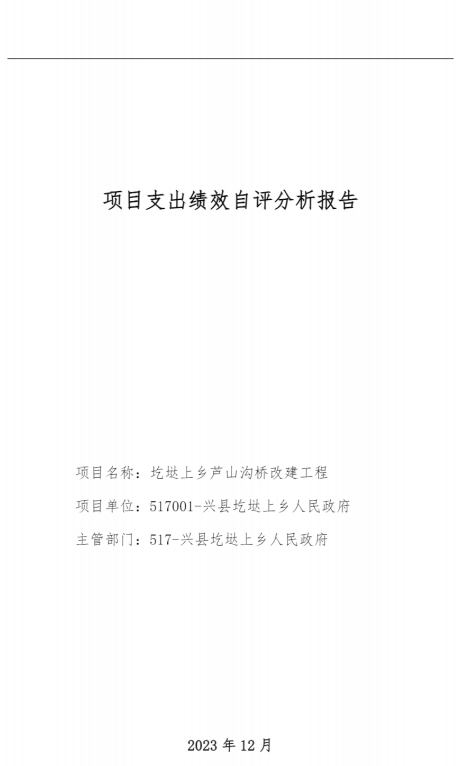 项目支出绩效自评分析报告
项目名称：圪垯上乡芦山沟桥改建工程
项目单位：517001-兴县圪垯上乡人民政府
主管部门：517-兴县圪垯上乡人民政府
2023 年 12 月